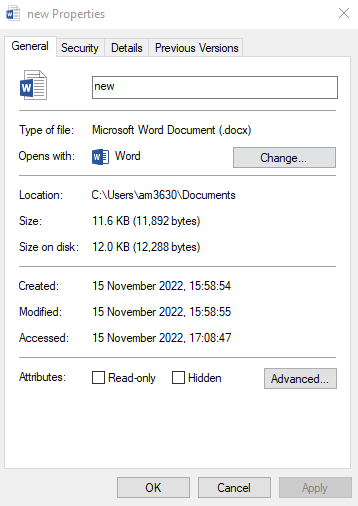 new Properties
General Security Details Previous Versions
new
Type of file: Microsoft Word Document (.docx)
Opens with: Word Change...
Location: C:\Users\am3630\Documents
Size: 11.6 KB (11,892 bytes)
Size on disk: 12.0 KB (12,288 bytes)
Created: 15 November 2022, 15:58:54
Modified: 15 November 2022, 15:58:55
Accessed: 15 November 2022, 17:08:47
Attributes: Read-only Hidden Advanced...
OK Cancel Apply